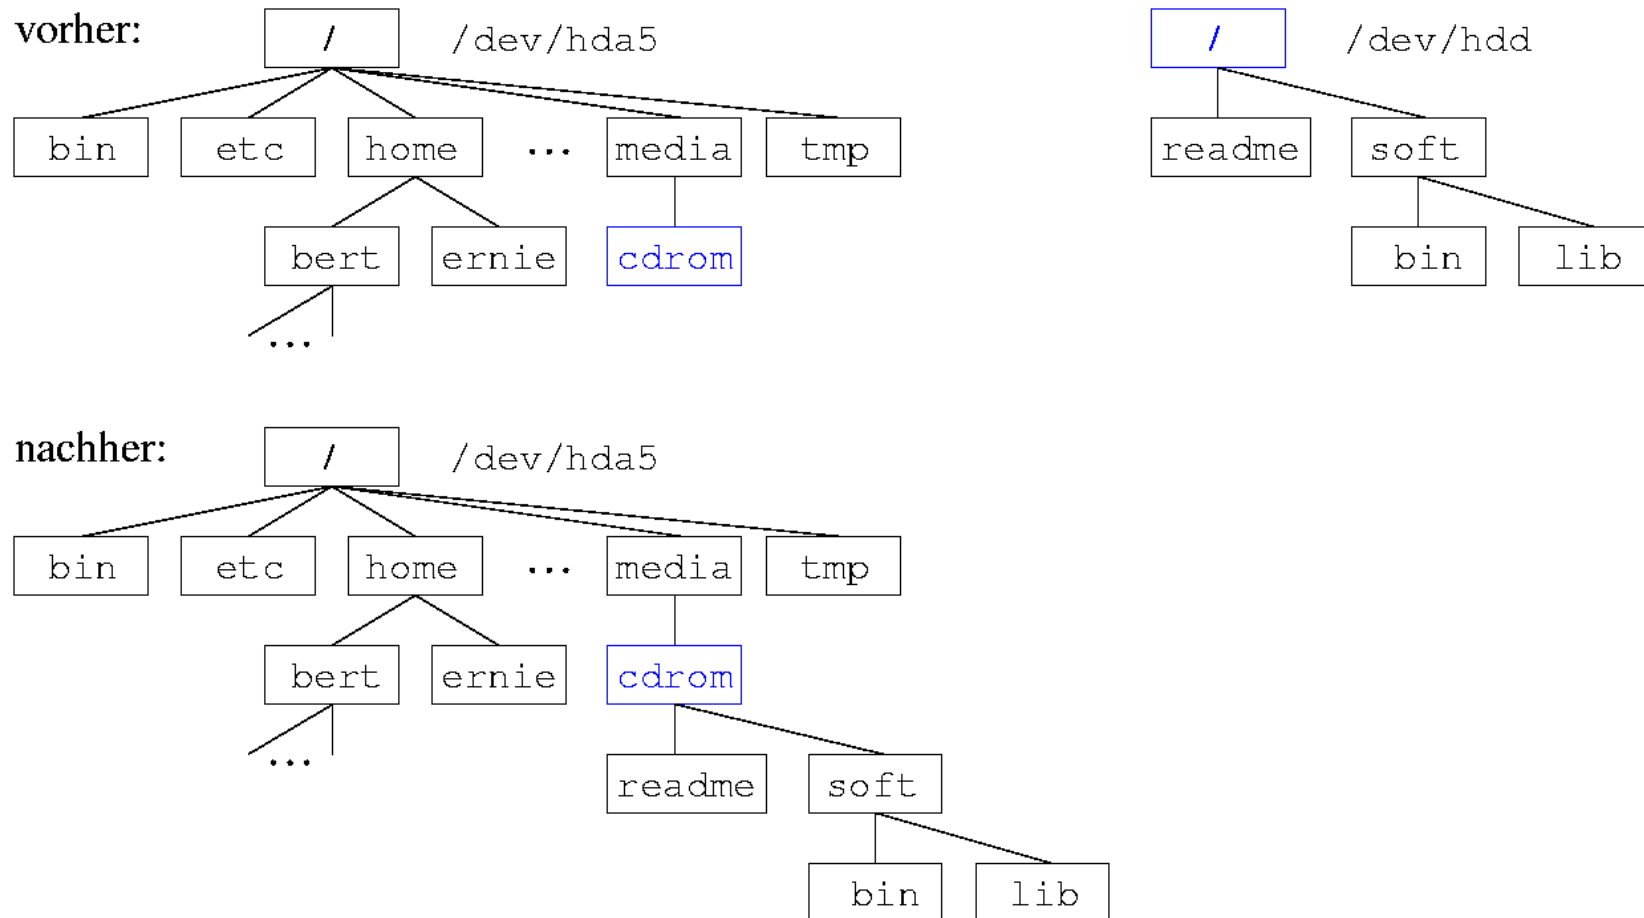 vorher: / /dev/hda5 / /dev/hdd
bin etc home ... media tmp readme soft
bert ernie cdrom bin lib
...
nachher: / /dev/hda5
bin etc home ... media tmp
bert ernie cdrom
...
readme soft
bin lib